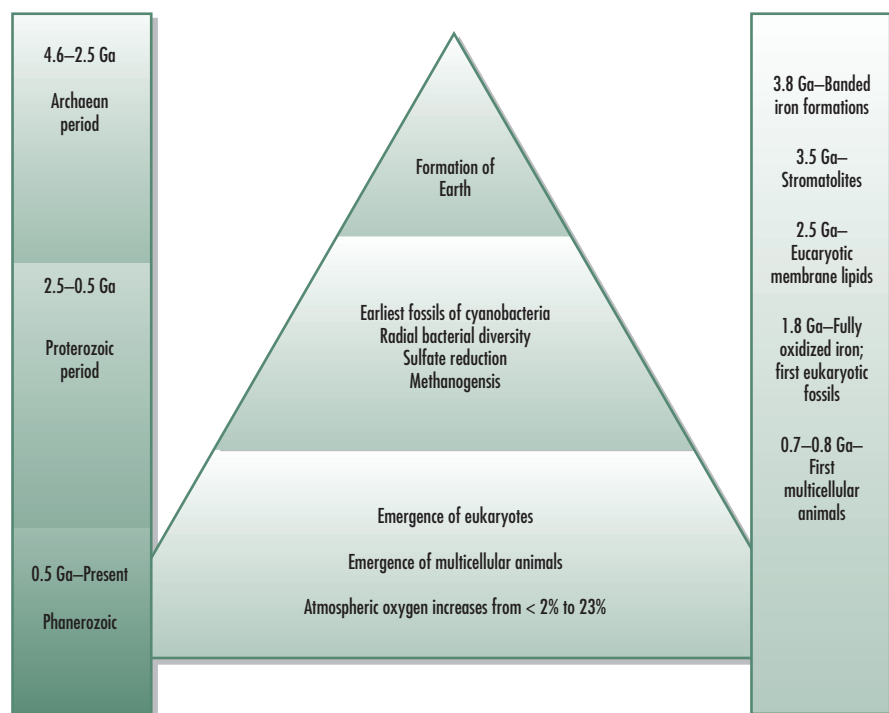 4.6–2.5 Ga
Archaean
period
2.5–0.5 Ga
Proterozoic
period
0.5 Ga–Present
Phanerozoic
Formation of
Earth
Earliest fossils of cyanobacteria
Radial bacterial diversity
Sulfate reduction
Methanogensis
Emergence of eukaryotes
Emergence of multicellular animals
Atmospheric oxygen increases from < 2% to 23%
3.8 Ga–Banded
iron formations
3.5 Ga–
Stromatolites
2.5 Ga–
Eucaryotic
membrane lipids
1.8 Ga–Fully
oxidized iron;
first eukaryotic
fossils
0.7–0.8 Ga–
First
multicellular
animals